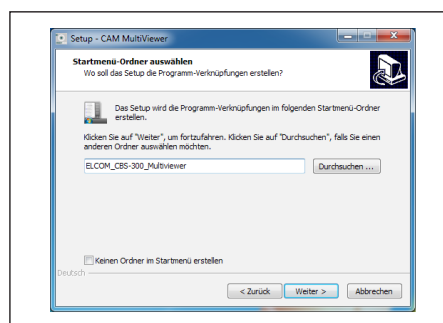 Setup - CAM MultiViewer
Startmenü-Ordner auswählen
Wo soll das Setup die Programm-Verknüpfungen erstellen?
Das Setup wird die Programm-Verknüpfungen im folgenden Startmenü-Ordner
erstellen.
Klicken Sie auf "Weiter", um fortzufahren. Klicken Sie auf "Durchsuchen", falls Sie einen
anderen Ordner auswählen möchten.
ELCOM_CBS-300_Multiviewer
Durchsuchen ...
Keinen Ordner im Startmenü erstellen
Deutsch
< Zurück
Weiter >
Abbrechen